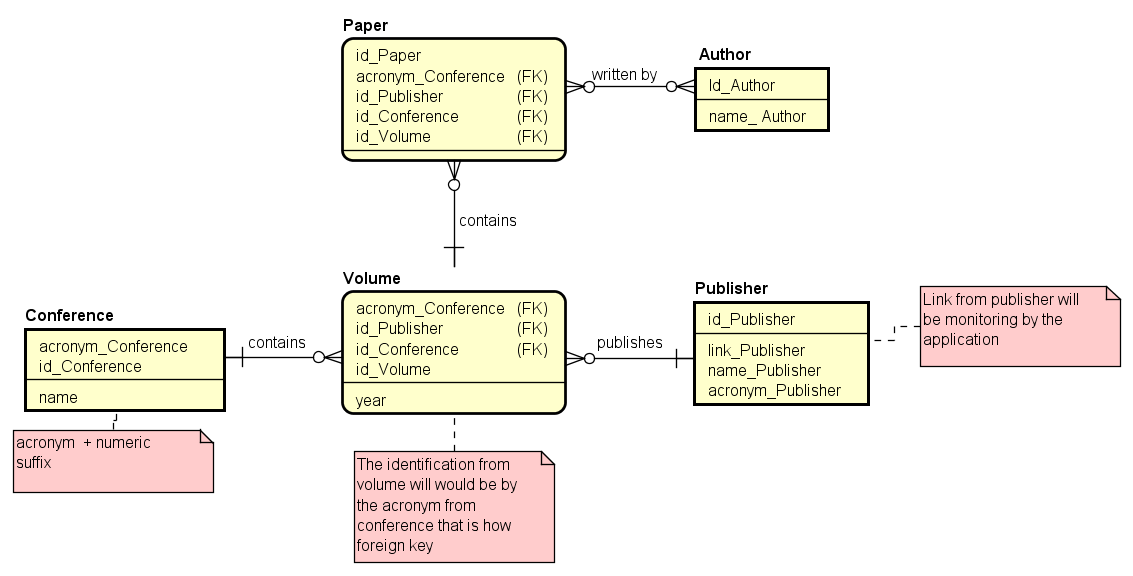 Paper
id_Paper
acronym_Conference (FK)
id_Publisher (FK)
id_Conference (FK)
id_Volume (FK)
written by
Author
Id_Author
name_ Author
contains
Volume
acronym_Conference (FK)
id_Publisher (FK)
id_Conference (FK)
id_Volume
year
Conference
acronym_Conference
id_Conference
name
contains
publishes
Publisher
id_Publisher
link_Publisher
name_Publisher
acronym_Publisher
Link from publisher will
be monitoring by the
application
acronym + numeric
suffix
The identification from
volume will would be by
the acronym from
conference that is how
foreign key